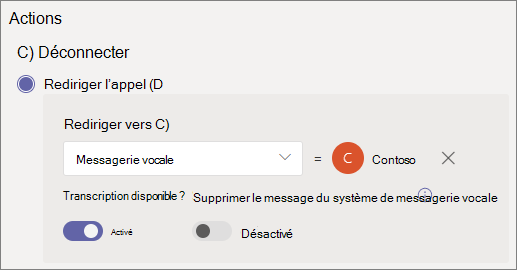 Actions
C) Déconnecter
Rediriger l'appel (D
Rediriger vers C)
Messagerie vocale = C Contoso
Transcription disponible ? Supprimer le message du système de messagerie vocale
Activé Désactivé